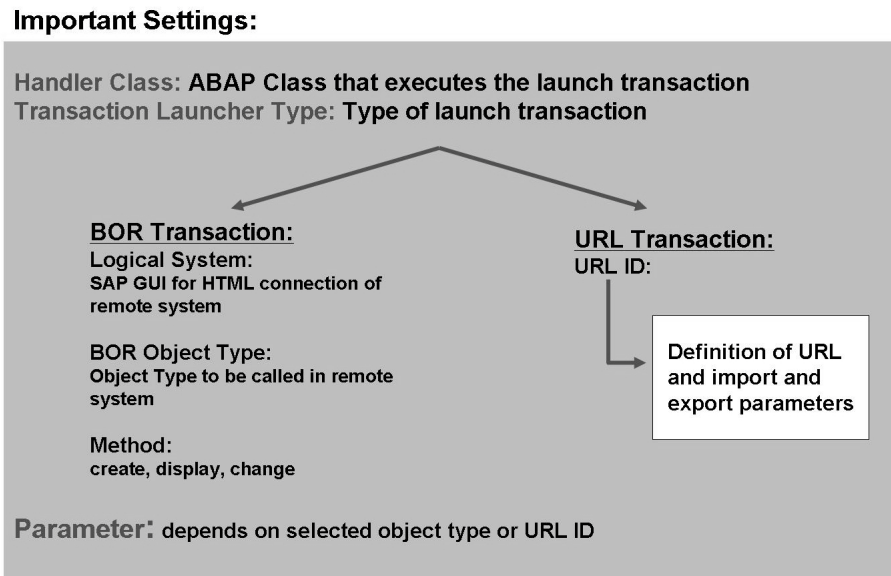 Important Settings:
Handler Class: ABAP Class that executes the launch transaction
Transaction Launcher Type: Type of launch transaction
BOR Transaction:
Logical System:
SAP GUI for HTML connection of
remote system
BOR Object Type:
Object Type to be called in remote
system
Method:
create, display, change
URL Transaction:
URL ID:
Definition of URL
and import and
export parameters
Parameter: depends on selected object type or URL ID